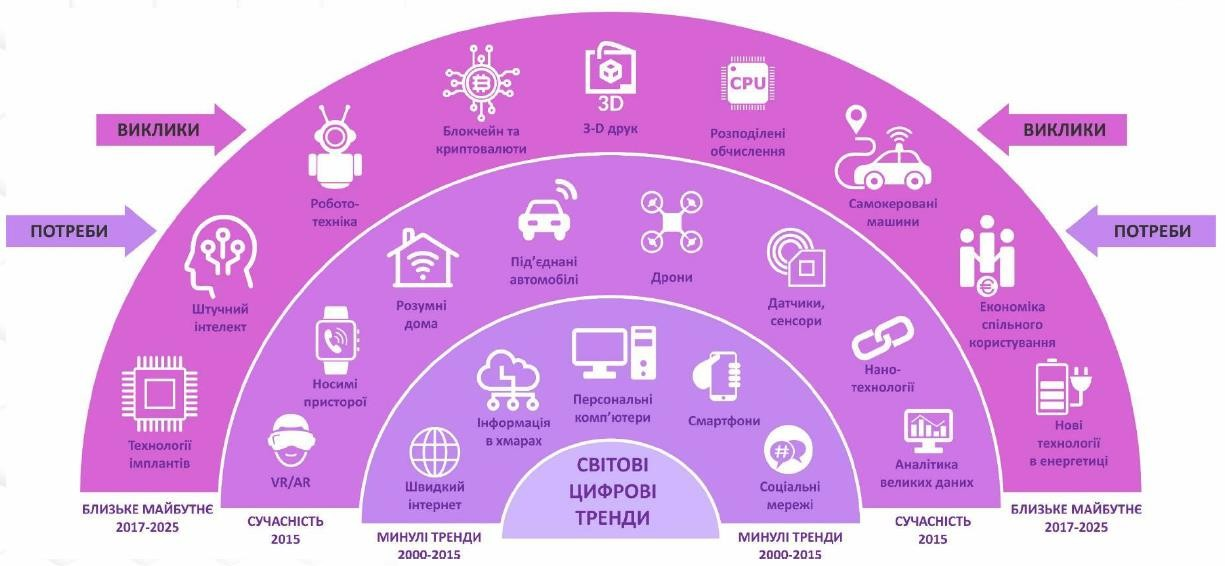 ВИКЛИКИ
ВИКЛИКИ
ПОТРЕБИ
ПОТРЕБИ
Технології
імплантів
Штучний
інтелект
Робото-
техніка
Блокчейн та
криптовалюти
3D
3-D друк
CPU
Розподілені
обчислення
Самокеровані
машини
Економіка
спільного
користування
Нові
технології
в енергетиці
VR/AR
Носимі
присторої
Розумні
дома
Під'єднані
автомобілі
Дрони
Датчики,
сенсори
Нано-
технології
Аналітика
великих даних
Швидкий
інтернет
Інформація
в хмарах
Персональні
комп'ютери
Смартфони
#
Соціальні
мережі
СВІТОВІ
ЦИФРОВІ
ТРЕНДИ
БЛИЗЬКЕ МАЙБУТНЄ
2017-2025
СУЧАСНІСТЬ
2015
МИНУЛІ ТРЕНДИ
2000-2015
МИНУЛІ ТРЕНДИ
2000-2015
СУЧАСНІСТЬ
2015
БЛИЗЬКЕ МАЙБУТНЄ
2017-2025